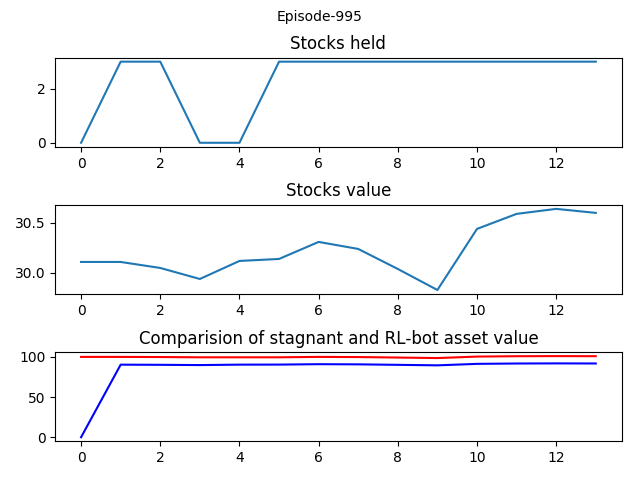 Episode-995
Stocks held
2
0
0 2 4 6 8 10 12
Stocks value
30.5
30.0
0 2 4 6 8 10 12
Comparision of stagnant and RL-bot asset value
100
50
0
0 2 4 6 8 10 12